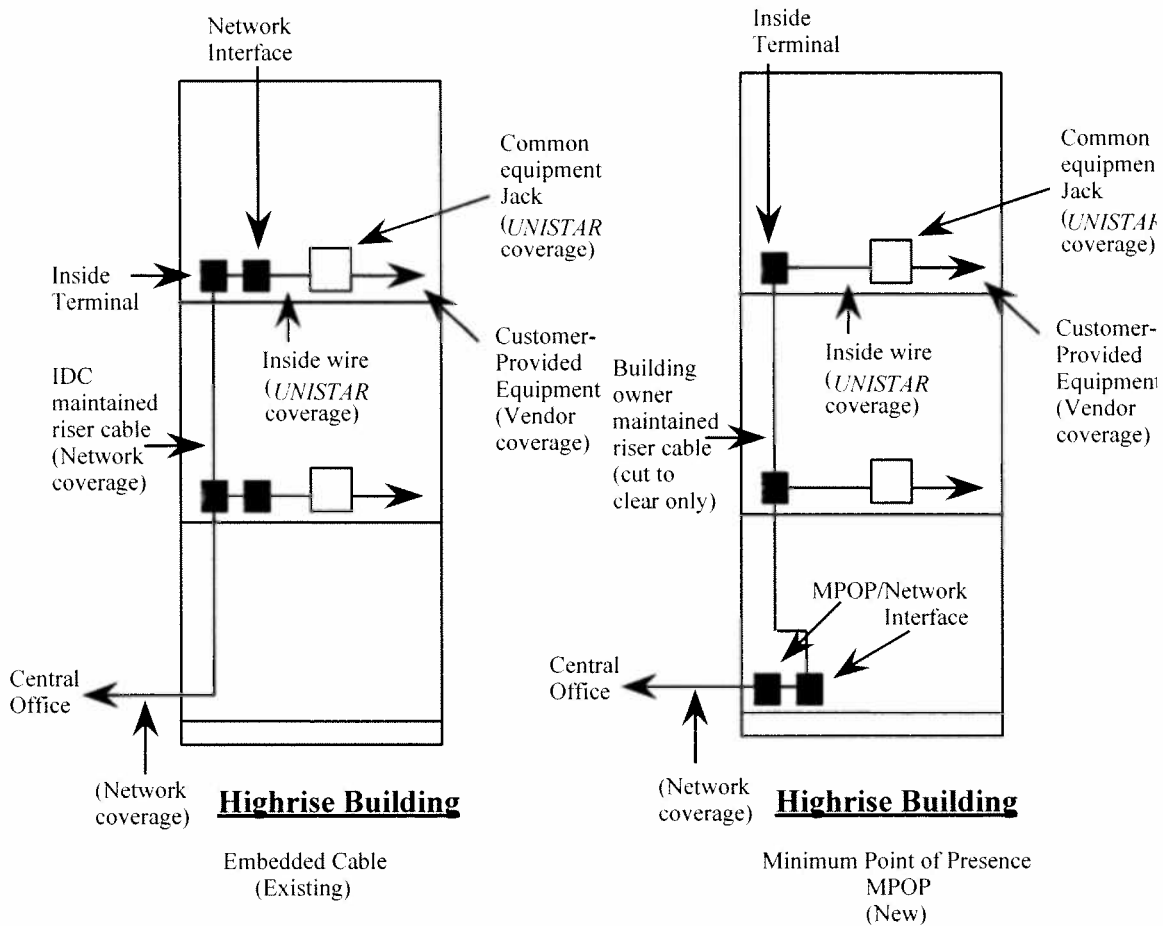 Network
Interface
Common
equipment
Jack
(UNISTAR
coverage)
Inside
Terminal
Inside wire
(UNISTAR
coverage)
Customer-
Provided
Equipment
(Vendor
coverage)
IDC
maintained
riser cable
(Network
coverage)
Central
Office
(Network
coverage)
Highrise Building
Embedded Cable
(Existing)
Inside
Terminal
Common
equipmen
Jack
(UNISTAR
coverage)
Inside wire
(UNISTAR
coverage)
Customer-
Provided
Equipment
(Vendor
coverage)
Building
owner
maintained
riser cable
(cut to
clear only)
MPOP/Network
Interface
Central
Office
(Network
coverage)
Highrise Building
Minimum Point of Presence
MPOP
(New)